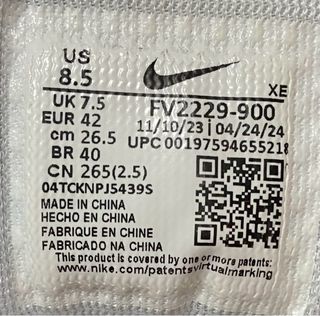 US
8.5
XE
UK 7.5
EUR 42
cm 26.5
BR 40
CN 265(2.5)
FV2229-900
11/10/23 | 04/24/24
UPC 00197594655218
04TCKNPJ5439S
MADE IN CHINA
HECHO EN CHINA
FABRIQUE EN CHINE
FABRICADO NA CHINA
This product is covered by one or more patents:
www.nike.com/patentsvirtualmarking